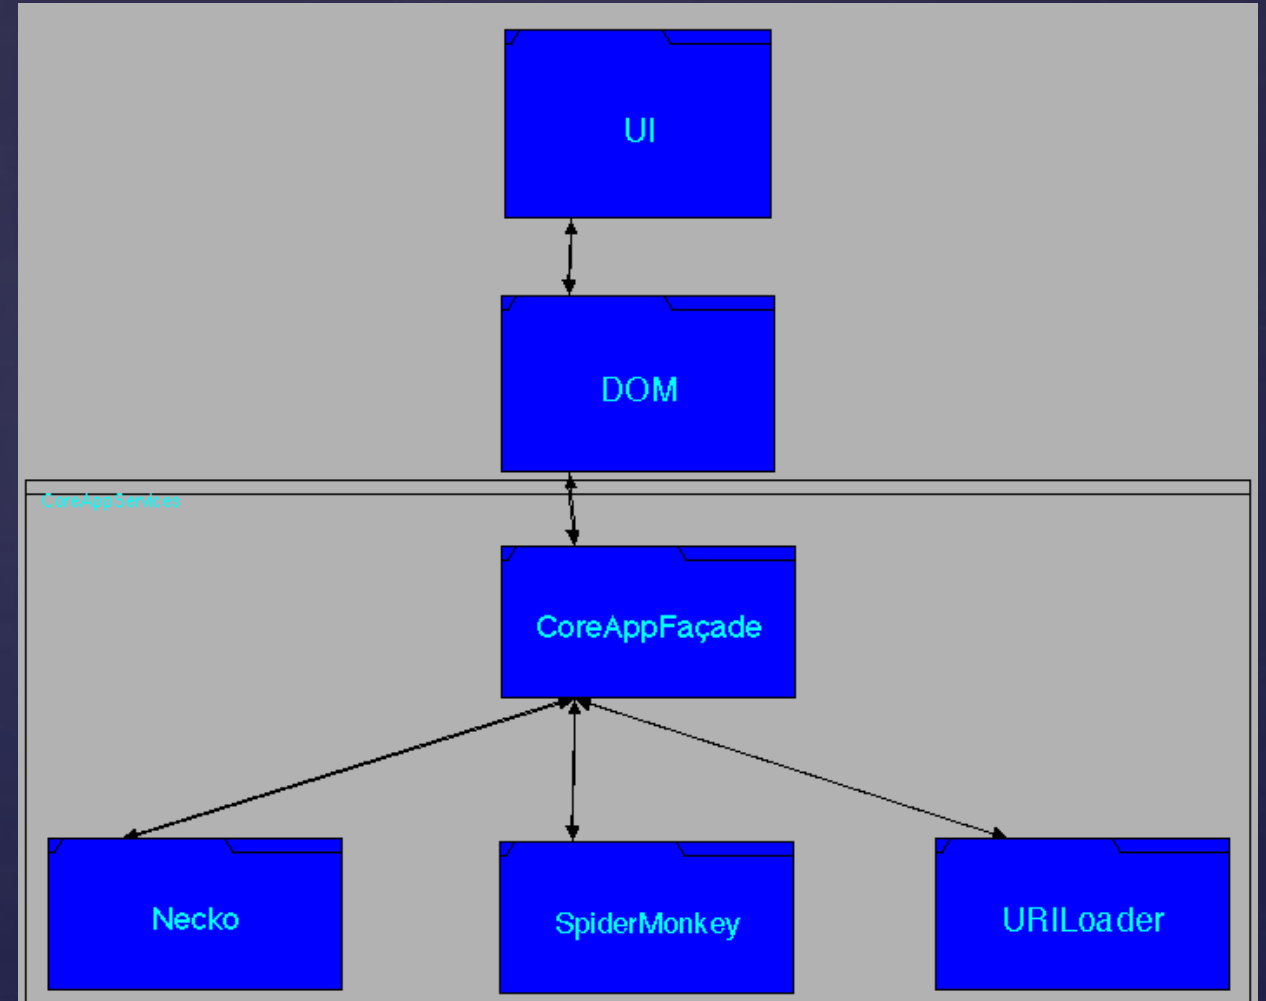 UI
DOM
CoreAppServices
CoreAppFaçade
Necko
SpiderMonkey
URILoader